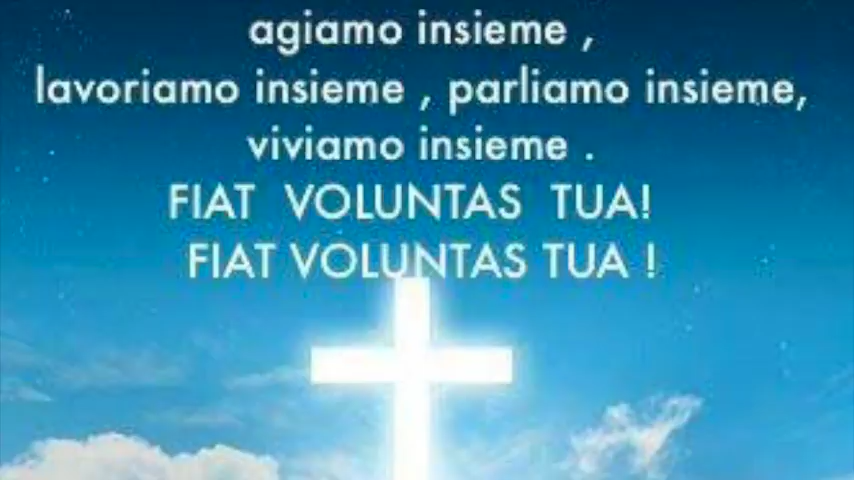 agiamo insieme ,
lavoriamo insieme , parliamo insieme,
viviamo insieme .
FIAT VOLUNTAS TUA!
FIAT VOLUNTAS TUA !